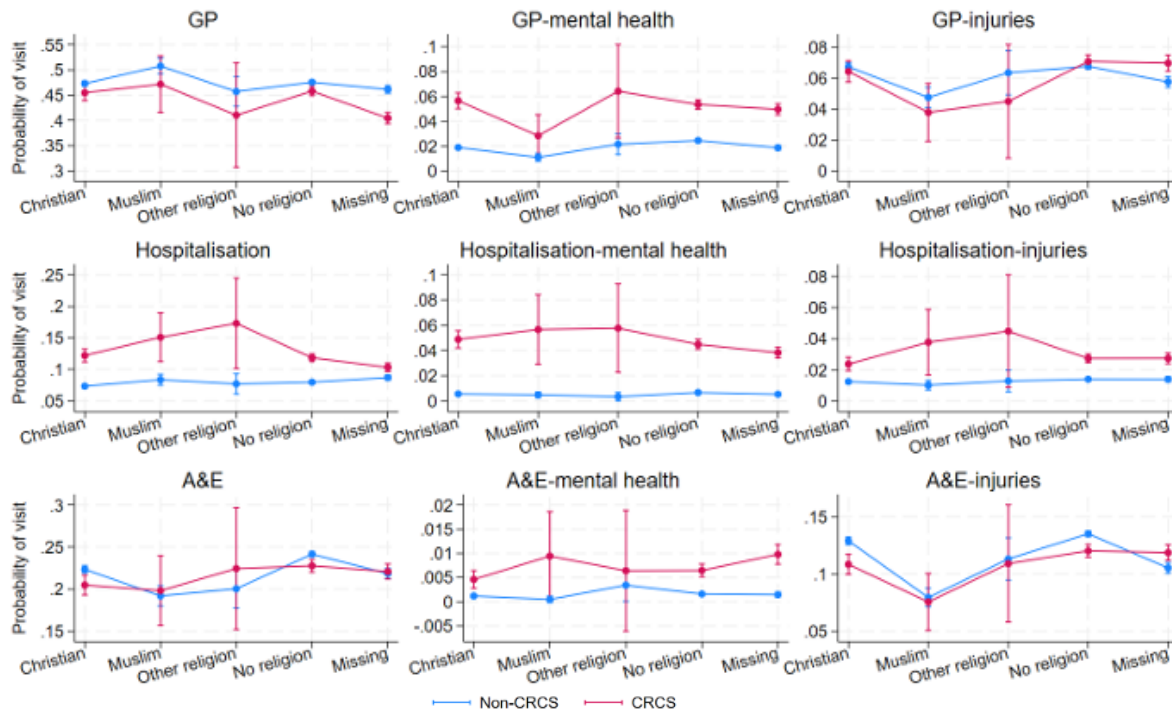 GP GP-mental health GP-injuries
Probability of visit
.55
.5
.45
.4
.35
.3
.1
.08
.06
.04
.02
0
.08
.06
.04
.02
0
Christian Muslim Other religion No religion Missing
Christian Muslim Other religion No religion Missing
Christian Muslim Other religion No religion Missing
Hospitalisation Hospitalisation-mental health Hospitalisation-injuries
Probability of visit
.25
.2
.15
.1
.05
.1
.08
.06
.04
.02
0
.08
.06
.04
.02
0
Christian Muslim Other religion No religion Missing
Christian Muslim Other religion No religion Missing
Christian Muslim Other religion No religion Missing
A&E A&E-mental health A&E-injuries
Probability of visit
.3
.25
.2
.15
.02
.015
.01
.005
0
-.005
.15
.1
.05
Christian Muslim Other religion No religion Missing
Christian Muslim Other religion No religion Missing
Christian Muslim Other religion No religion Missing
Non-CRCS CRCS